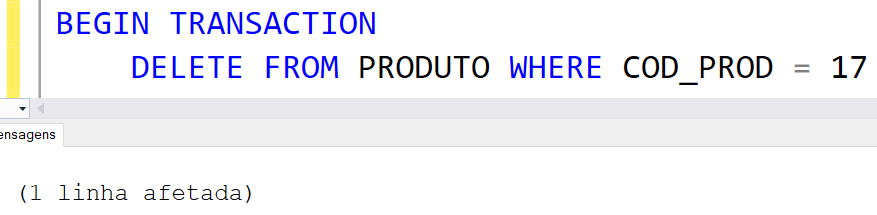 BEGIN TRANSACTION
DELETE FROM PRODUTO WHERE COD_PROD = 17
ensagens
(1 linha afetada)